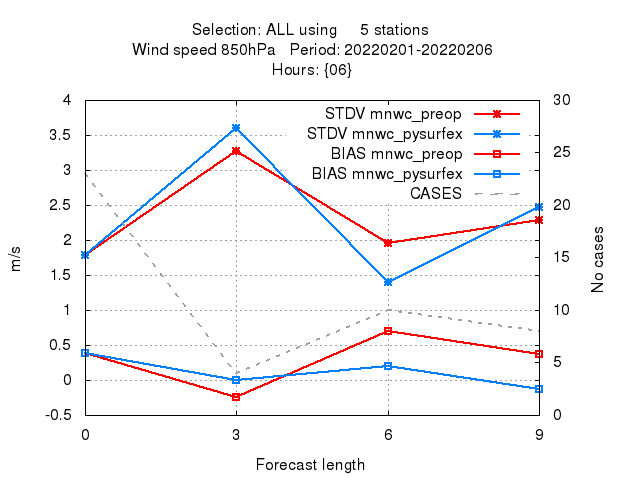 Selection: ALL using     5 stations
Wind speed 850hPa   Period: 20220201-20220206
Hours: {06}
4
3.5
3
2.5
2
1.5
1
0.5
0
-0.5
m/s
STDV mnwc_preop
STDV mnwc_pysurfex
BIAS mnwc_preop
BIAS mnwc_pysurfex
CASES
30
25
20
15
10
5
0
No cases
0 3 6 9
Forecast length